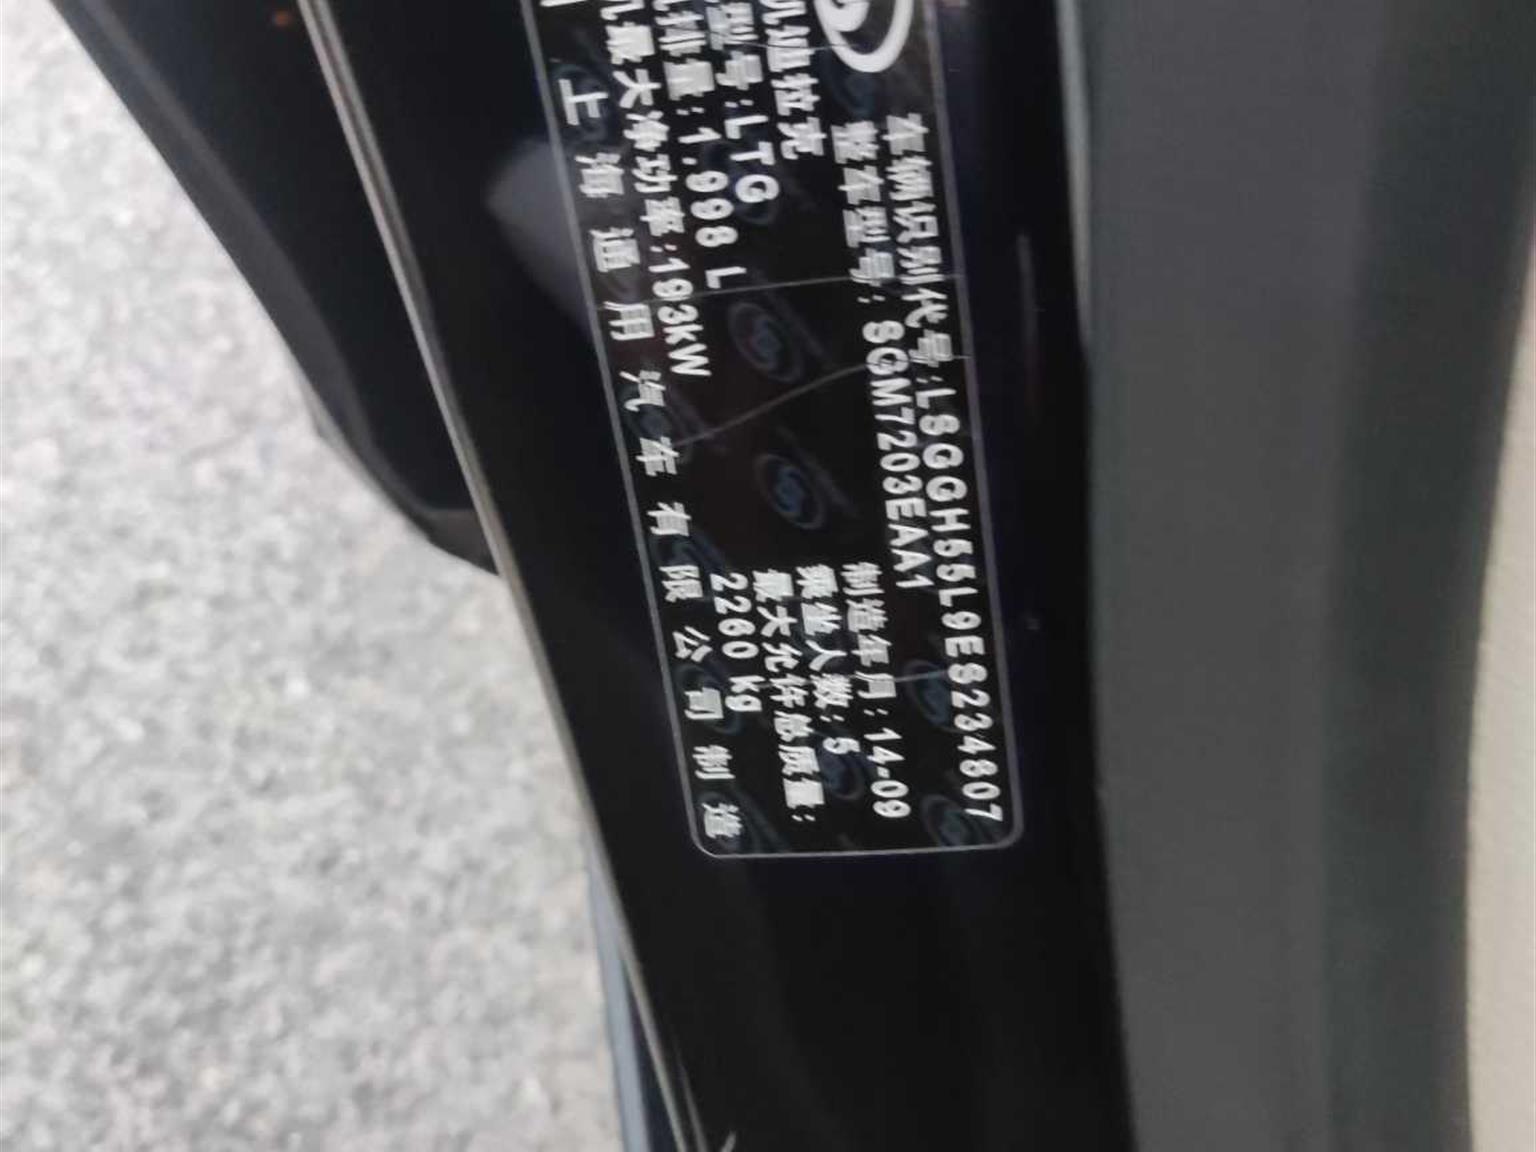 车辆识别代号:LSGGH55L9ES234807
整车型号: SGM7203EAA1
迪拉克
制造年月: 14-09
型号:LTG
乘坐人数: 5
排量:1.998 L
最大允许总质量:
机最大净功率:193kW
2260 kg
上海通用汽车有限公司制造